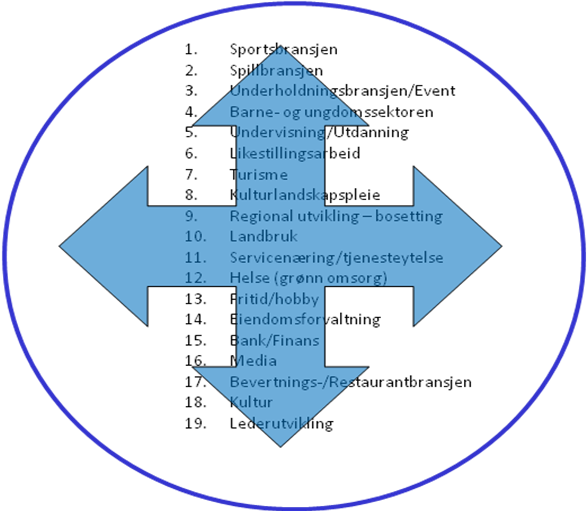 1. Sportsbransjen
2. Spillbransjen
3. Underholdningsbransjen/Event
4. Barne- og ungdomssektoren
5. Undervisning/Utdanning
6. Likestillingsarbeid
7. Turisme
8. Kulturlandskapspleie
9. Regional utvikling – bosetting
10. Landbruk
11. Servicenæring/tjenesteytelse
12. Helse (grønn omsorg)
13. Fritid/hobby
14. Eiendomsforvaltning
15. Bank/Finans
16. Media
17. Bevertnings-/Restaurantbransjen
18. Kultur
19. Lederutvikling